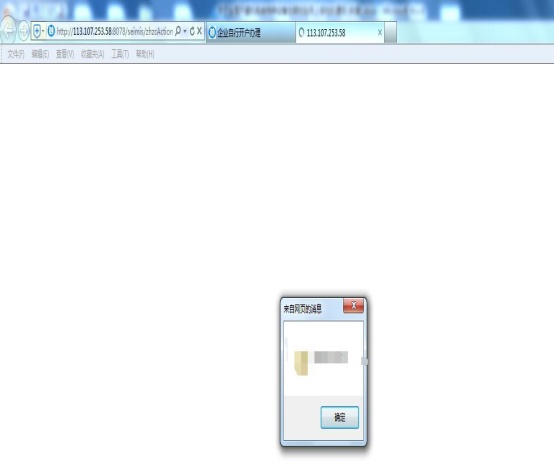 http://113.107.253.58:8078/seimis/zhzsAction
企业自行开户办理
113.107.253.58
文件(F) 编辑(E) 查看(V) 收藏夹(A) 工具(T) 帮助(H)
来自网页的消息
确定